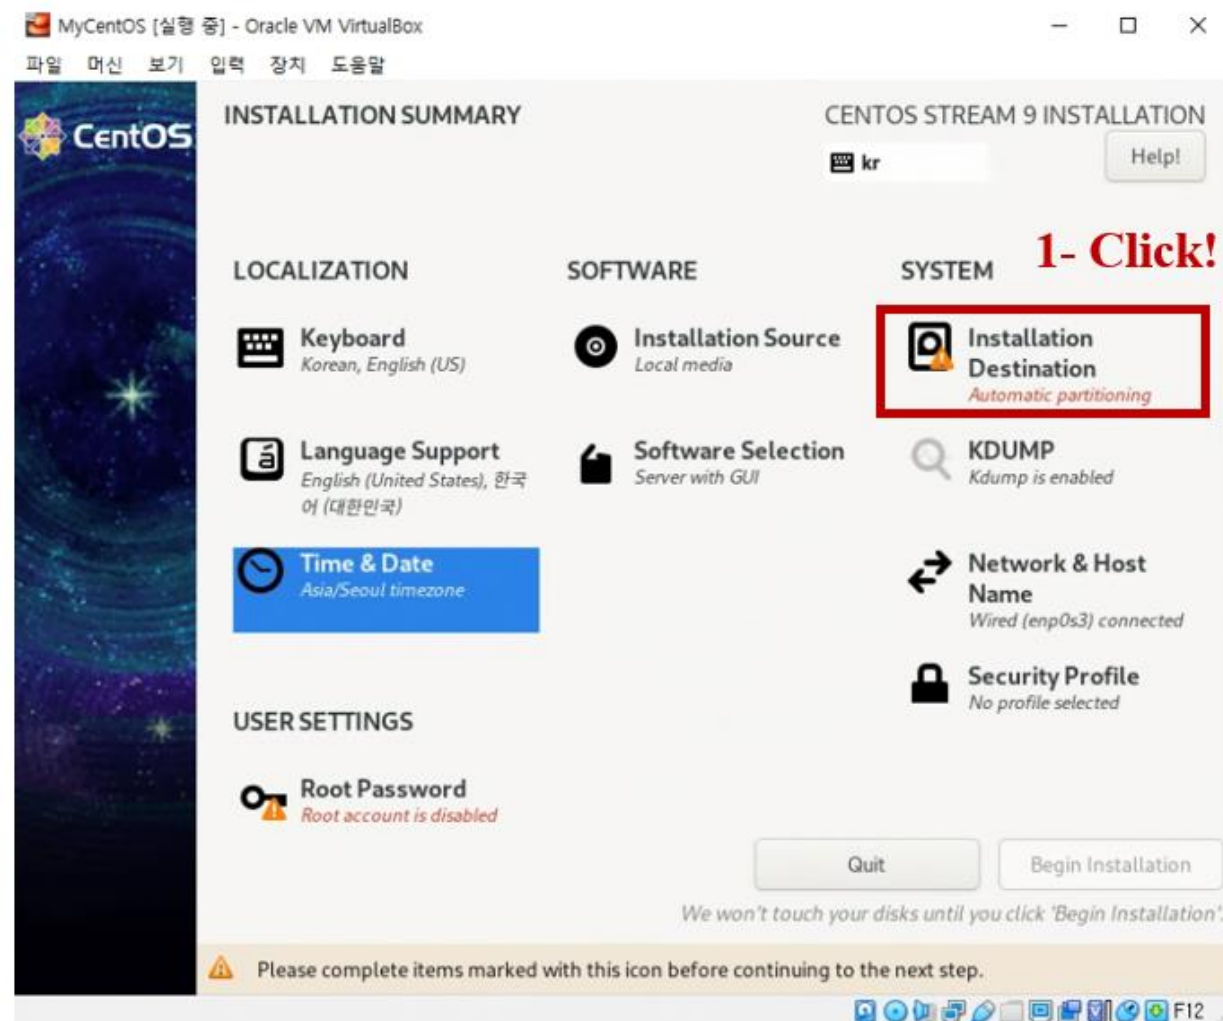 MyCentOS [실행 중] - Oracle VM VirtualBox
파일 머신 보기 입력 장치 도움말
CentOS
INSTALLATION SUMMARY
CENTOS STREAM 9 INSTALLATION
kr
Help!
1- Click!
LOCALIZATION
Keyboard
Korean, English (US)
Language Support
English (United States), 한국
어 (대한민국)
Time & Date
Asia/Seoul timezone
SOFTWARE
Installation Source
Local media
Software Selection
Server with GUI
SYSTEM
Installation
Destination
Automatic partitioning
KDUMP
Kdump is enabled
Network & Host
Name
Wired (enp0s3) connected
Security Profile
No profile selected
USER SETTINGS
Root Password
Root account is disabled
Quit
Begin Installation
We won't touch your disks until you click 'Begin Installation'.
Please complete items marked with this icon before continuing to the next step.
F12